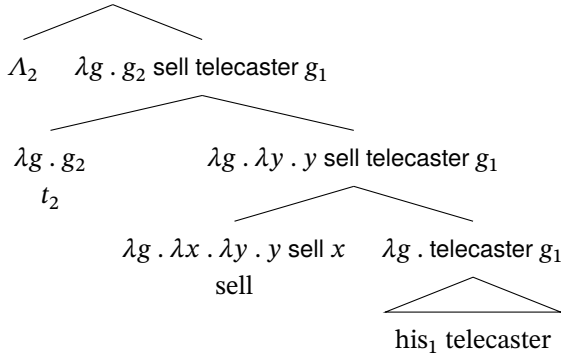 Λ₂ λg . g₂ sell telecaster g₁
λg . g₂ λg . λy . y sell telecaster g₁
t₂
λg . λx . λy . y sell x λg . telecaster g₁
sell
his₁ telecaster